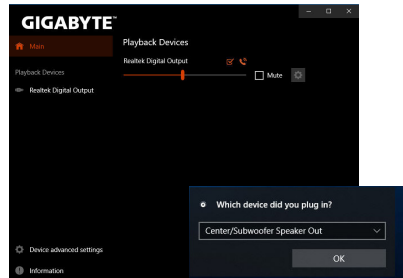 GIGABYTE™
Main
Playback Devices
Realtek Digital Output
Mute
Playback Devices
Realtek Digital Output
Which device did you plug in?
Center/Subwoofer Speaker Out
OK
Device advanced settings
Information